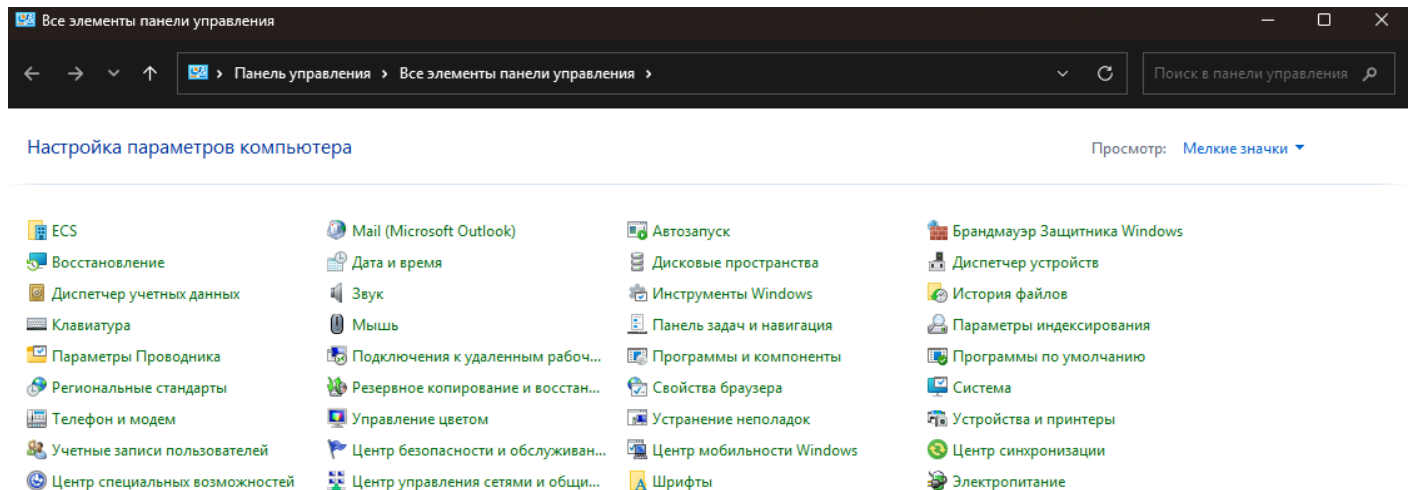 Все элементы панели управления
Панель управления › Все элементы панели управления ›
Поиск в панели управления
Настройка параметров компьютера
Просмотр: Мелкие значки
ECS
Mail (Microsoft Outlook)
Автозапуск
Брандмауэр Защитника Windows
Восстановление
Дата и время
Дисковые пространства
Диспетчер устройств
Диспетчер учетных данных
Звук
Инструменты Windows
История файлов
Клавиатура
Мышь
Панель задач и навигация
Параметры индексирования
Параметры Проводника
Подключения к удаленным рабоч...
Программы и компоненты
Программы по умолчанию
Региональные стандарты
Резервное копирование и восстан...
Свойства браузера
Система
Телефон и модем
Управление цветом
Устранение неполадок
Устройства и принтеры
Учетные записи пользователей
Центр безопасности и обслуживан...
Центр мобильности Windows
Центр синхронизации
Центр специальных возможностей
Центр управления сетями и общи...
Шрифты
Электропитание